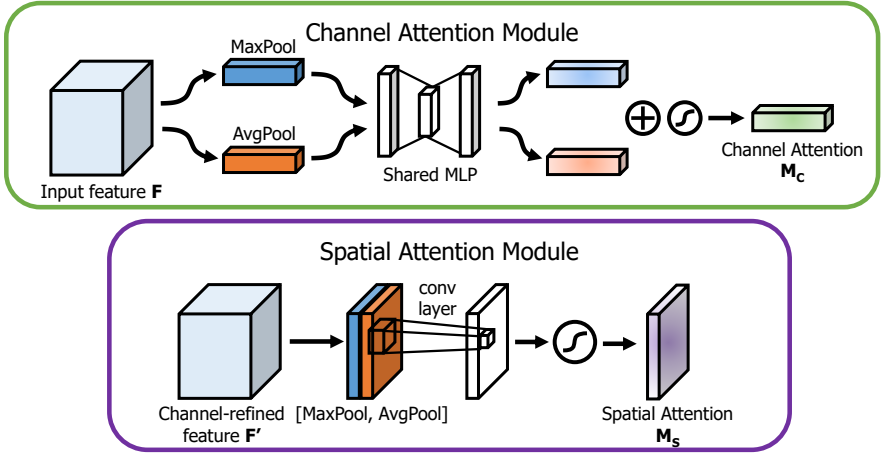 Channel Attention Module
MaxPool
AvgPool
Input feature F
Shared MLP
Channel Attention
Mc
Spatial Attention Module
conv
layer
Channel-refined
feature F'
[MaxPool, AvgPool]
Spatial Attention
Ms